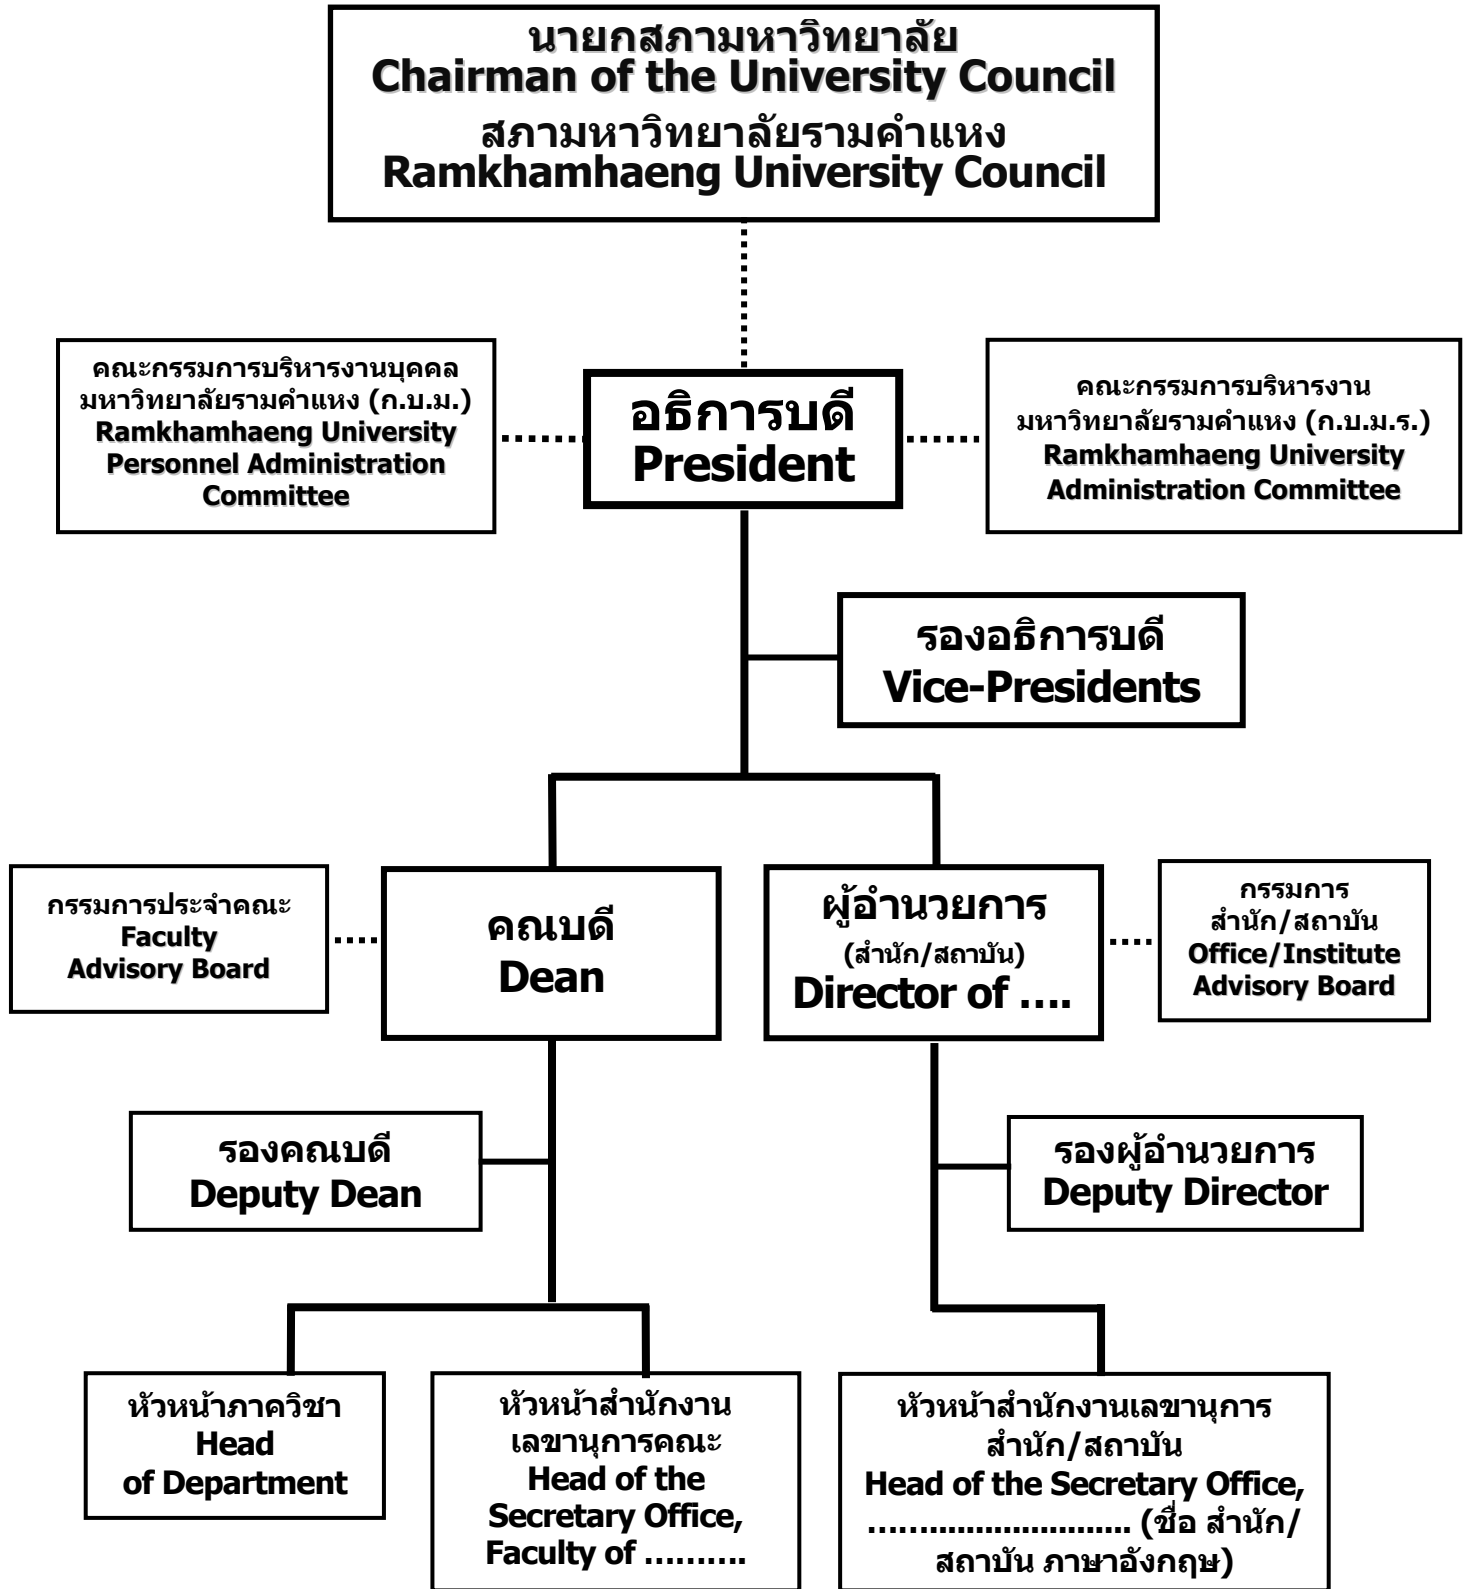 นายกสภามหาวิทยาลัย
Chairman of the University Council
สภามหาวิทยาลัยรามคำแหง
Ramkhamhaeng University Council
คณะกรรมการบริหารงานบุคคล
มหาวิทยาลัยรามคำแหง (ก.บ.ม.)
Ramkhamhaeng University
Personnel Administration
Committee
อธิการบดี
President
คณะกรรมการบริหารงาน
มหาวิทยาลัยรามคำแหง (ก.บ.ม.ร.)
Ramkhamhaeng University
Administration Committee
รองอธิการบดี
Vice-Presidents
กรรมการประจำคณะ
Faculty
Advisory Board
คณบดี
Dean
ผู้อำนวยการ
(สำนัก/สถาบัน)
Director of ....
กรรมการ
สำนัก/สถาบัน
Office/Institute
Advisory Board
รองคณบดี
Deputy Dean
รองผู้อำนวยการ
Deputy Director
หัวหน้าภาควิชา
Head
of Department
หัวหน้าสำนักงาน
เลขานุการคณะ
Head of the
Secretary Office,
Faculty of ..........
หัวหน้าสำนักงานเลขานุการ
สำนัก/สถาบัน
Head of the Secretary Office,
........................... (ชื่อ สำนัก/
สถาบัน ภาษาอังกฤษ)